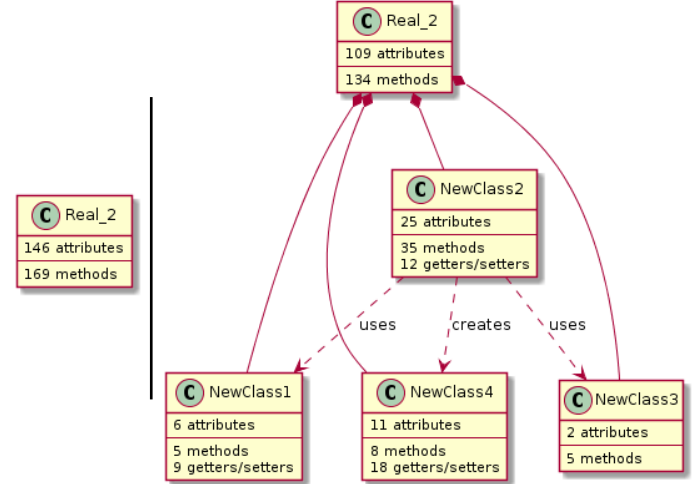 C Real_2
109 attributes
134 methods
C Real_2
146 attributes
169 methods
C NewClass2
25 attributes
35 methods
12 getters/setters
uses
creates
uses
C NewClass1
6 attributes
5 methods
9 getters/setters
C NewClass4
11 attributes
8 methods
18 getters/setters
C NewClass3
2 attributes
5 methods